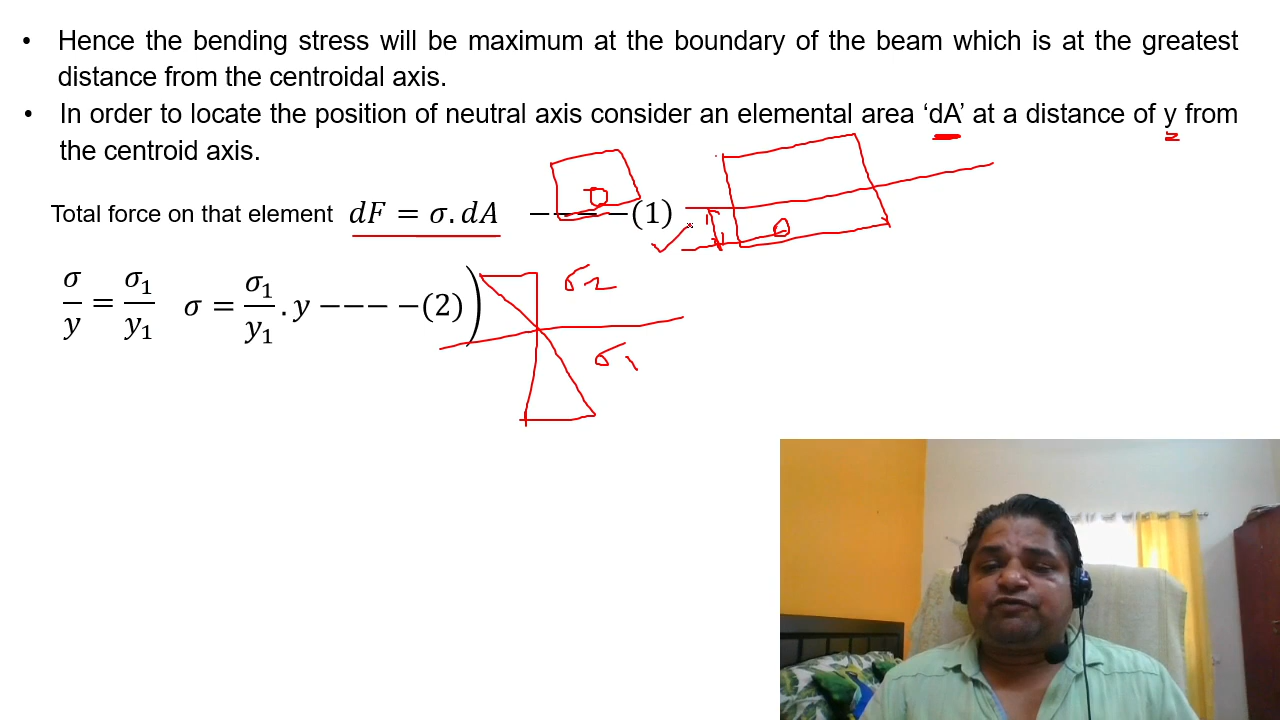 • Hence the bending stress will be maximum at the boundary of the beam which is at the greatest
distance from the centroidal axis.
• In order to locate the position of neutral axis consider an elemental area ‘dA’ at a distance of y from
the centroid axis.
Total force on that element dF = σ.dA −−−−−(1)
σ/y = σ₁/y₁ σ = σ₁/y₁ . y −−−−−(2))
σ2
σ1